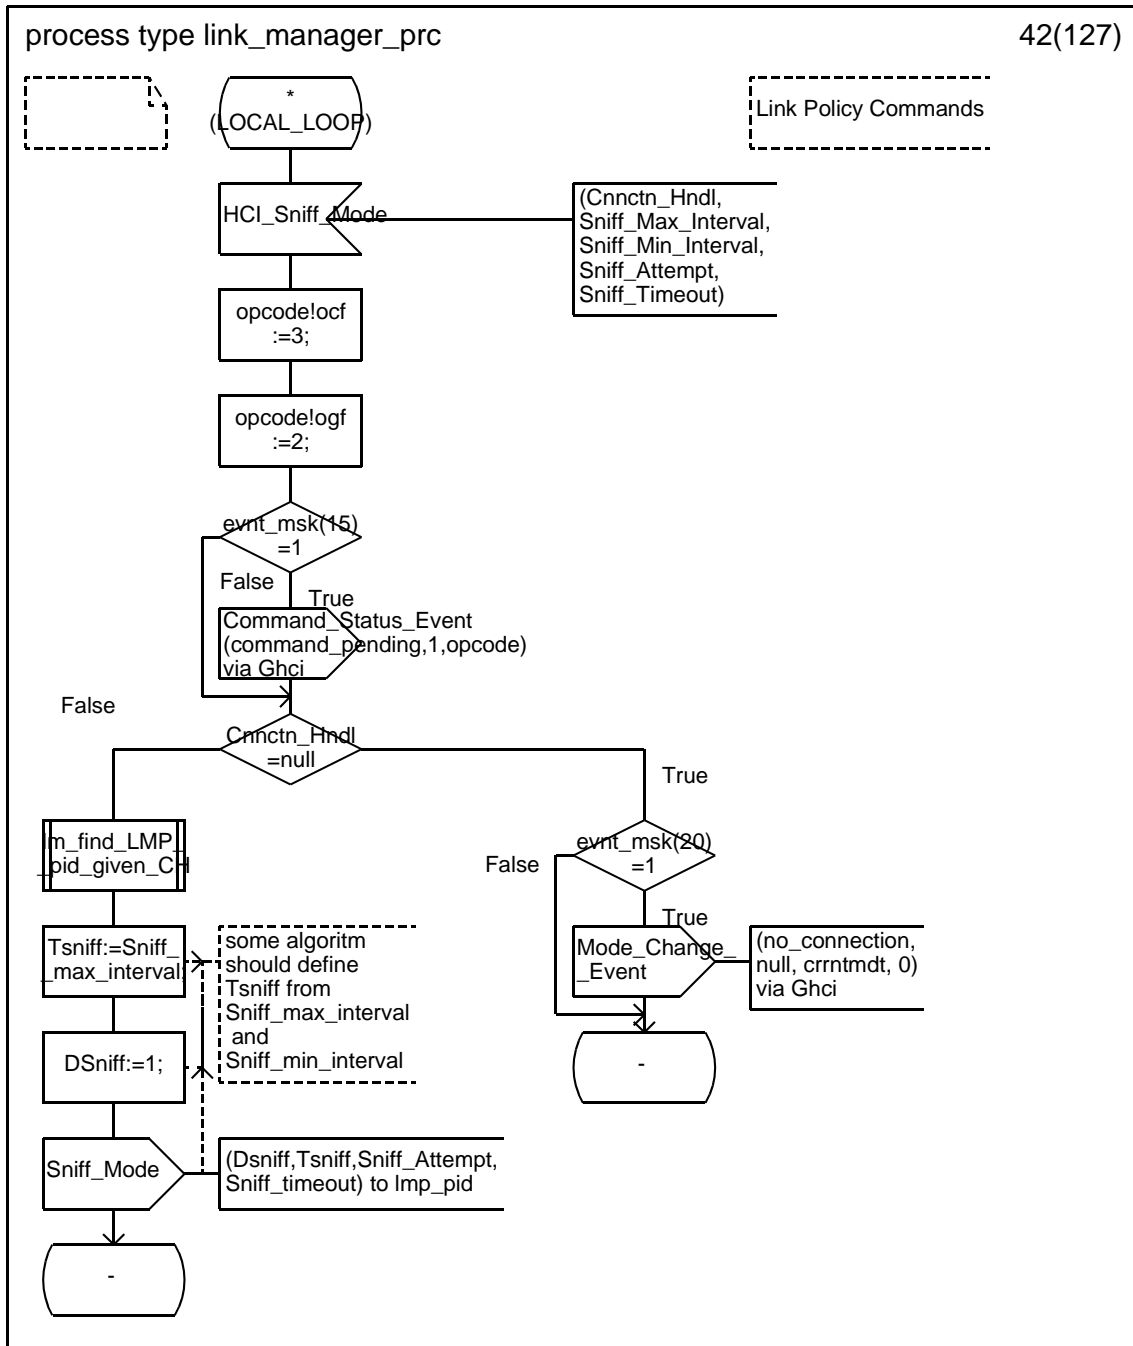 process type link_manager_prc
42(127)
*
(LOCAL_LOOP)
Link Policy Commands
HCI_Sniff_Mode
(Cnnctn_Hndl,
Sniff_Max_Interval,
Sniff_Min_Interval,
Sniff_Attempt,
Sniff_Timeout)
opcode!ocf
:=3;
opcode!ogf
:=2;
evnt_msk(15)
=1
False
True
Command_Status_Event
(command_pending,1,opcode)
via Ghci
False
Cnnctn_Hndl
=null
True
lm_find_LMP_
_pid_given_CH
evnt_msk(20)
=1
False
True
Tsniff:=Sniff_
_max_interval;
some algoritm
should define
Tsniff from
Sniff_max_interval
and
Sniff_min_interval
Mode_Change_
_Event
(no_connection,
null, crrntmdt, 0)
via Ghci
DSniff:=1;
-
Sniff_Mode
(Dsniff,Tsniff,Sniff_Attempt,
Sniff_timeout) to lmp_pid
-